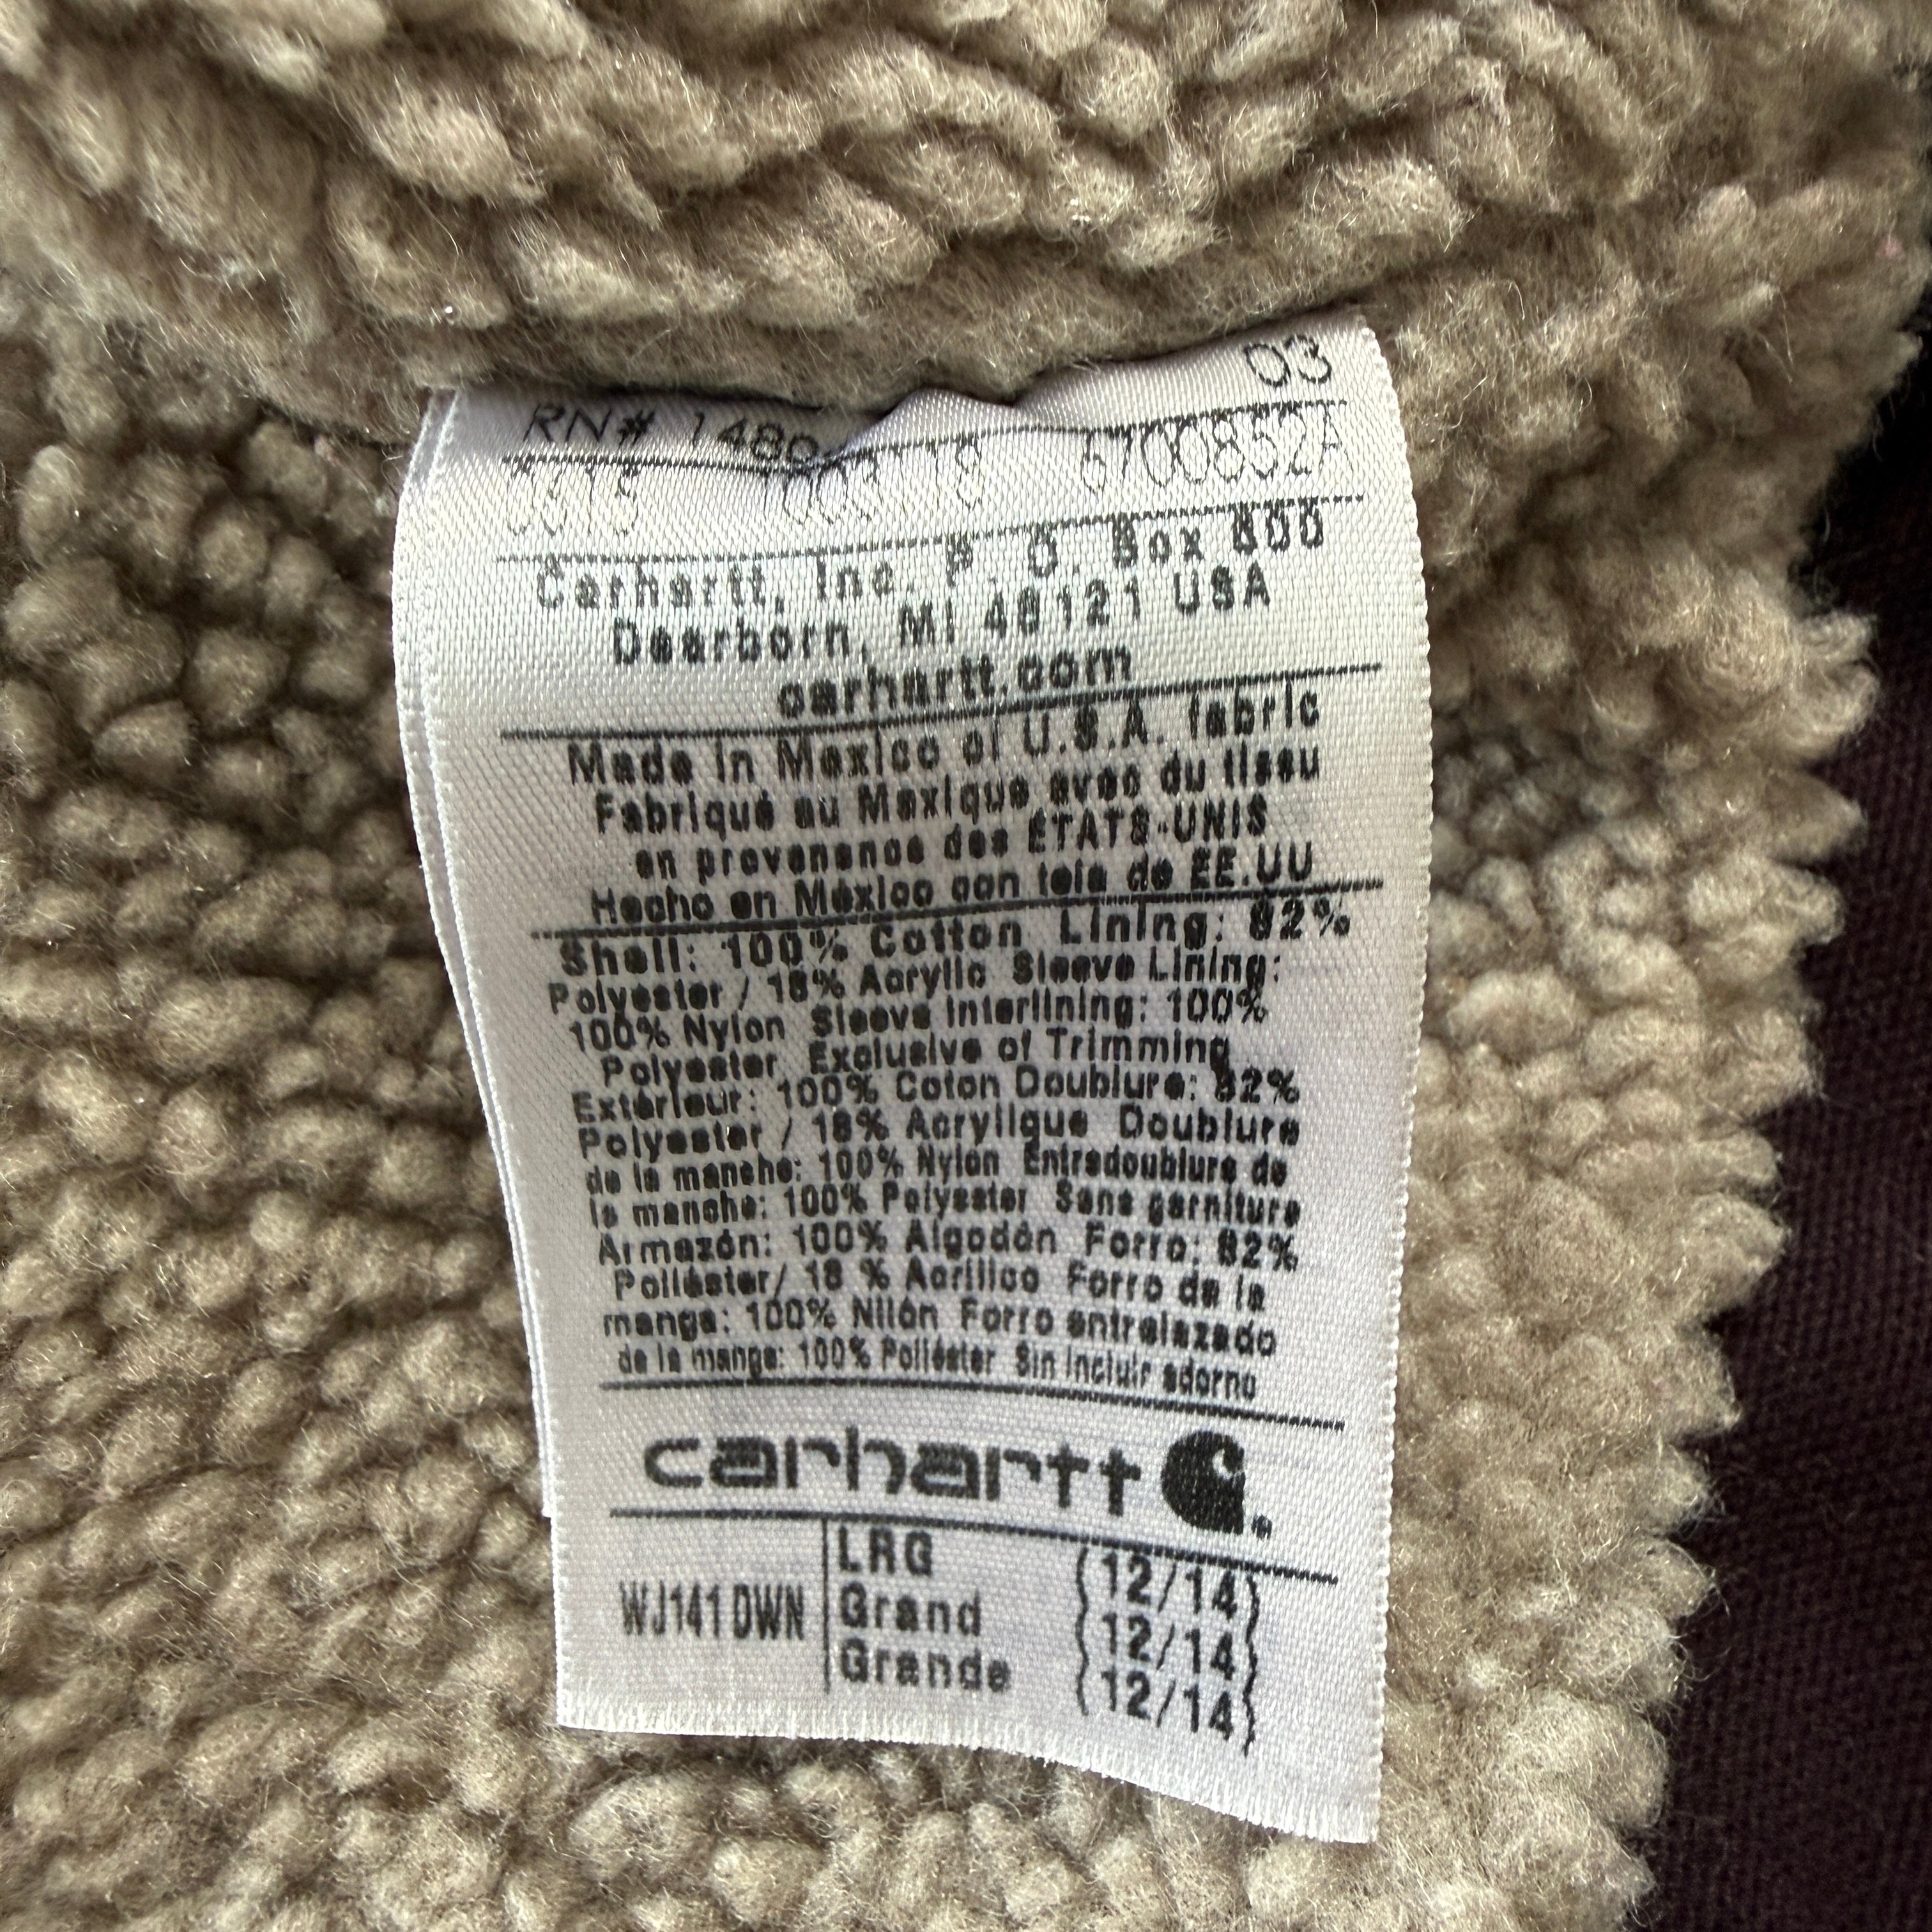 03
RN#
6700852A
Carhartt, Inc. P. O. Box 600
Dearborn, MI 48121 USA
carhartt.com
Made in Mexico of U.S.A. fabric
Fabriqué au Mexique avec du tissu
en provenance des ÉTATS-UNIS
Hecho en México con tela de EE.UU
Shell: 100% Cotton Lining: 82%
Polyester / 18% Acrylic Sleeve Lining:
100% Nylon Sleeve Interlining: 100%
Polyester Exclusive of Trimming
Extérieur: 100% Coton Doublure: 82%
Polyester / 18% Acrylique Doublure
de la manche: 100% Nylon Entredoublure de
la manche: 100% Polyester Sans garniture
Armazón: 100% Algodón Forro: 82%
Poliéster/ 18 % Acrílico Forro de la
manga: 100% Nilón Forro entrelazado
de la manga: 100% Poliéster Sin incluir adorno
carhartt
WJ141 DWN
LRG (12/14)
Grand (12/14)
Grande (12/14)